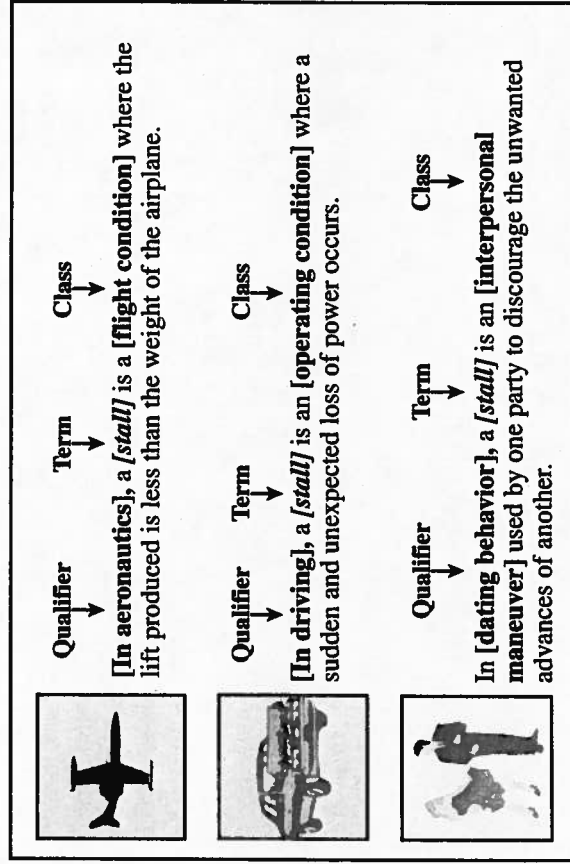 Qualifier Term Class
[In aeronautics], a [stall] is a [flight condition] where the
lift produced is less than the weight of the airplane.
Qualifier Term Class
[In driving], a [stall] is an [operating condition] where a
sudden and unexpected loss of power occurs.
Qualifier Term Class
In [dating behavior], a [stall] is an [interpersonal
maneuver] used by one party to discourage the unwanted
advances of another.